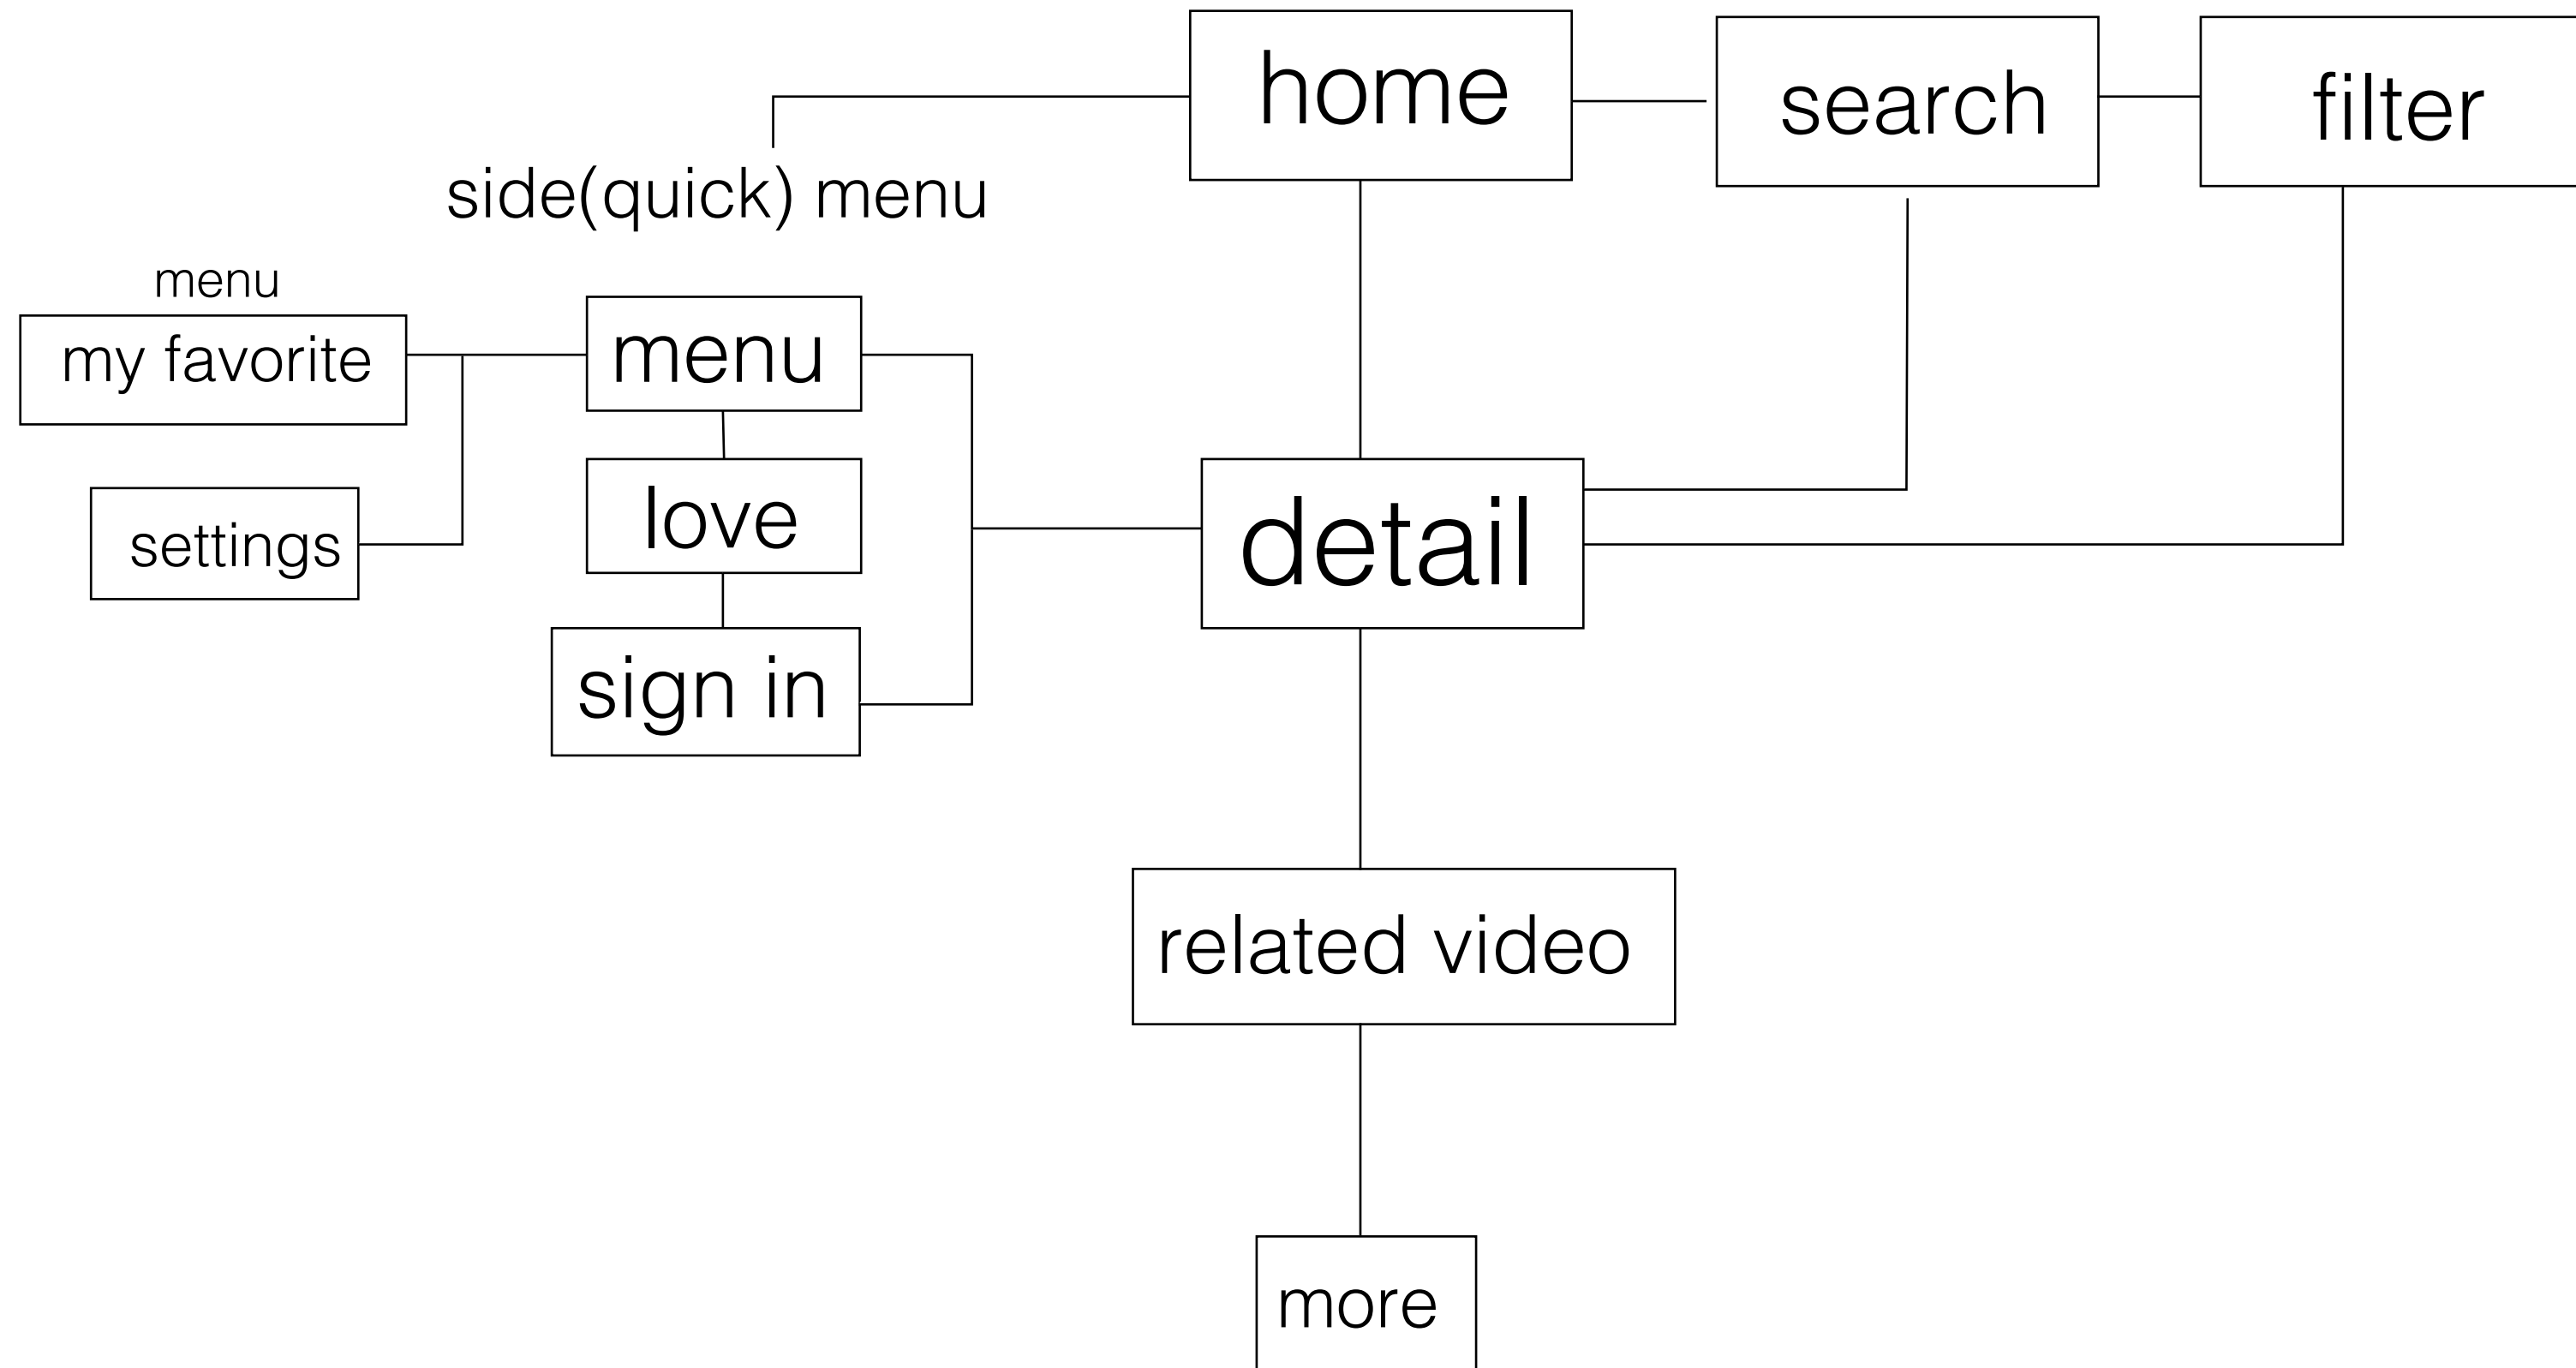 home
search
filter
side(quick) menu
menu
my favorite
menu
settings
love
detail
sign in
related video
more